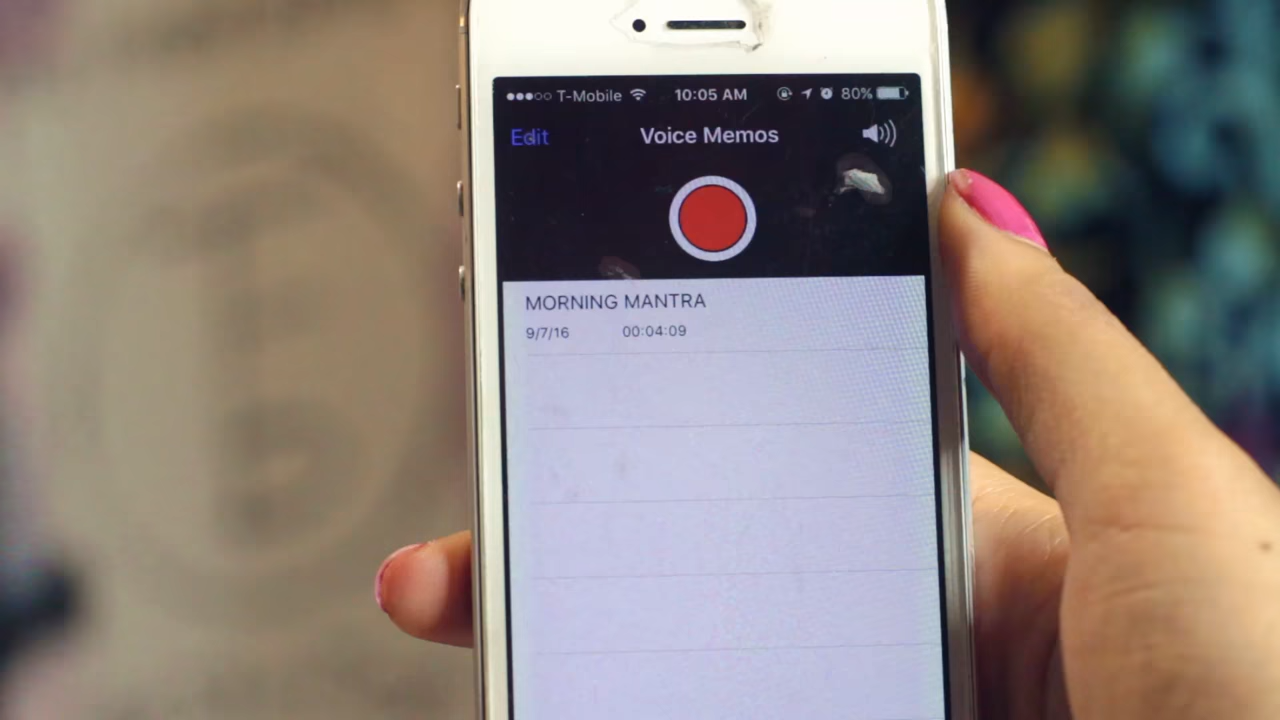 T-Mobile 10:05 AM 80%
Edit Voice Memos
MORNING MANTRA
9/7/16 00:04:09